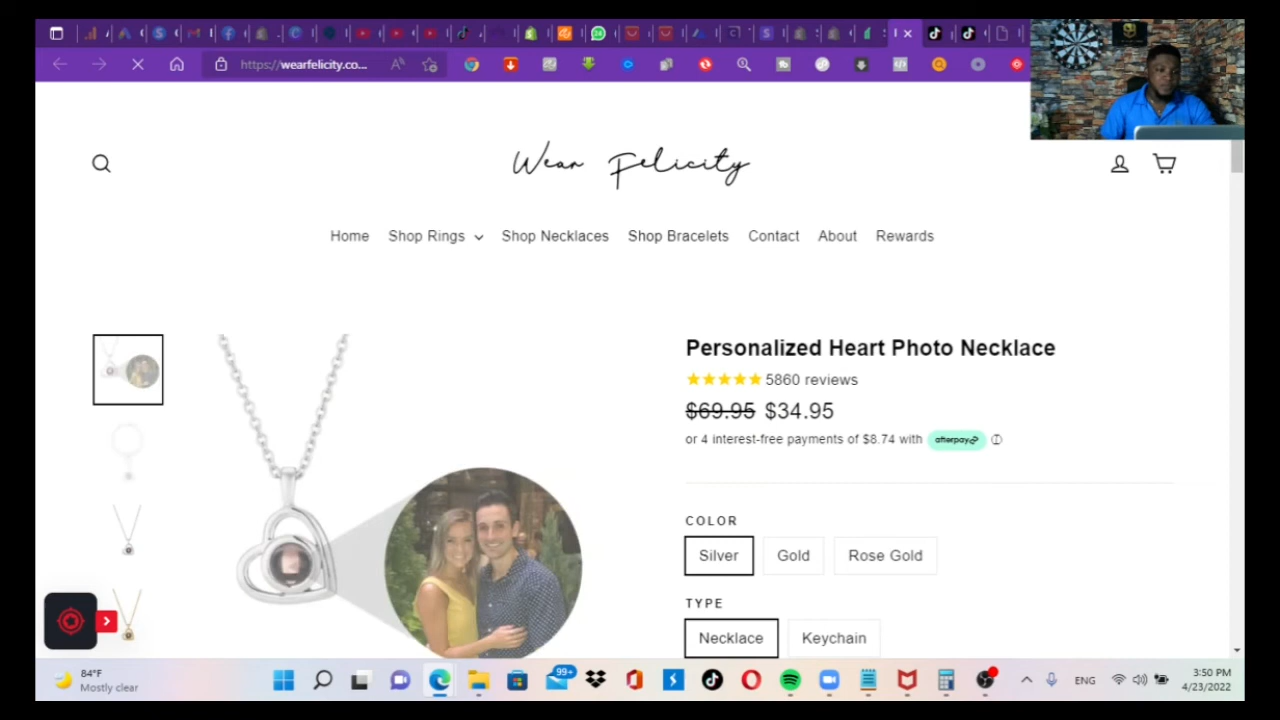 https://wearfelicity.co...
Wear Felicity
Home Shop Rings Shop Necklaces Shop Bracelets Contact About Rewards
Personalized Heart Photo Necklace
5860 reviews
$69.95 $34.95
or 4 interest-free payments of $8.74 with afterpay
COLOR
Silver Gold Rose Gold
TYPE
Necklace Keychain
84°F
Mostly clear
99+
ENG
3:50 PM
4/23/2022